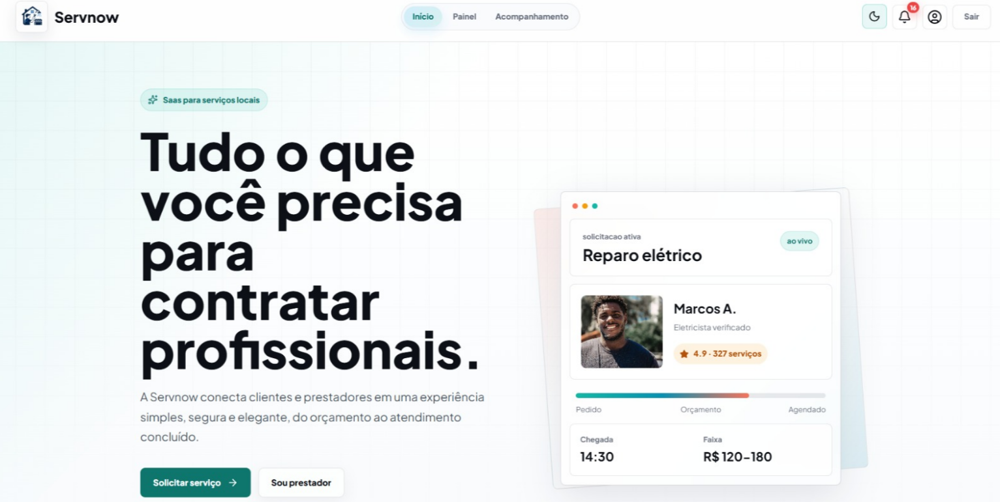 Servnow
Início Painel Acompanhamento
16
Sair
Saas para serviços locais
Tudo o que
você precisa
para
contratar
profissionais.
A Servnow conecta clientes e prestadores em uma experiência
simples, segura e elegante, do orçamento ao atendimento
concluído.
Solicitar serviço
Sou prestador
solicitacao ativa
Reparo elétrico
ao vivo
Marcos A.
Eletricista verificado
4.9 · 327 serviços
Pedido Orçamento Agendado
Chegada Faixa
14:30 R$ 120–180